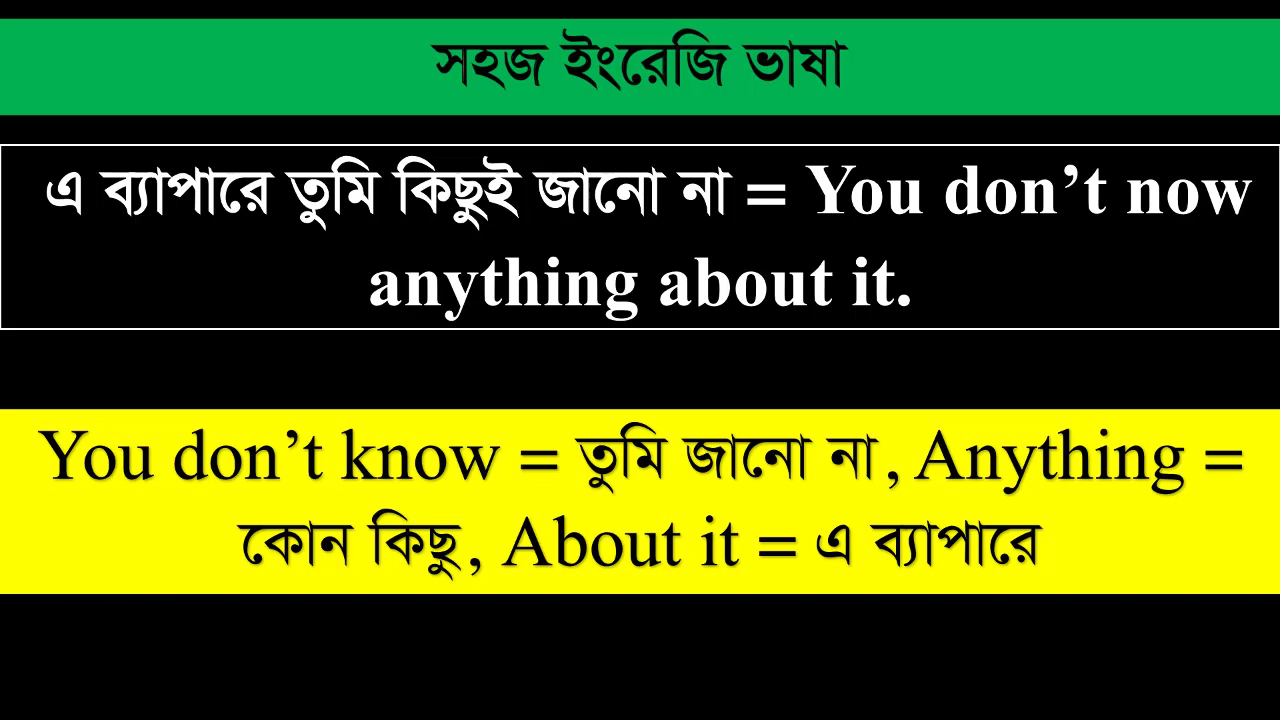 সহজ ইংরেজি ভাষা
এ ব্যাপারে তুমি কিছুই জানো না = You don’t now
anything about it.
You don’t know = তুমি জানো না, Anything =
কোন কিছু, About it = এ ব্যাপারে